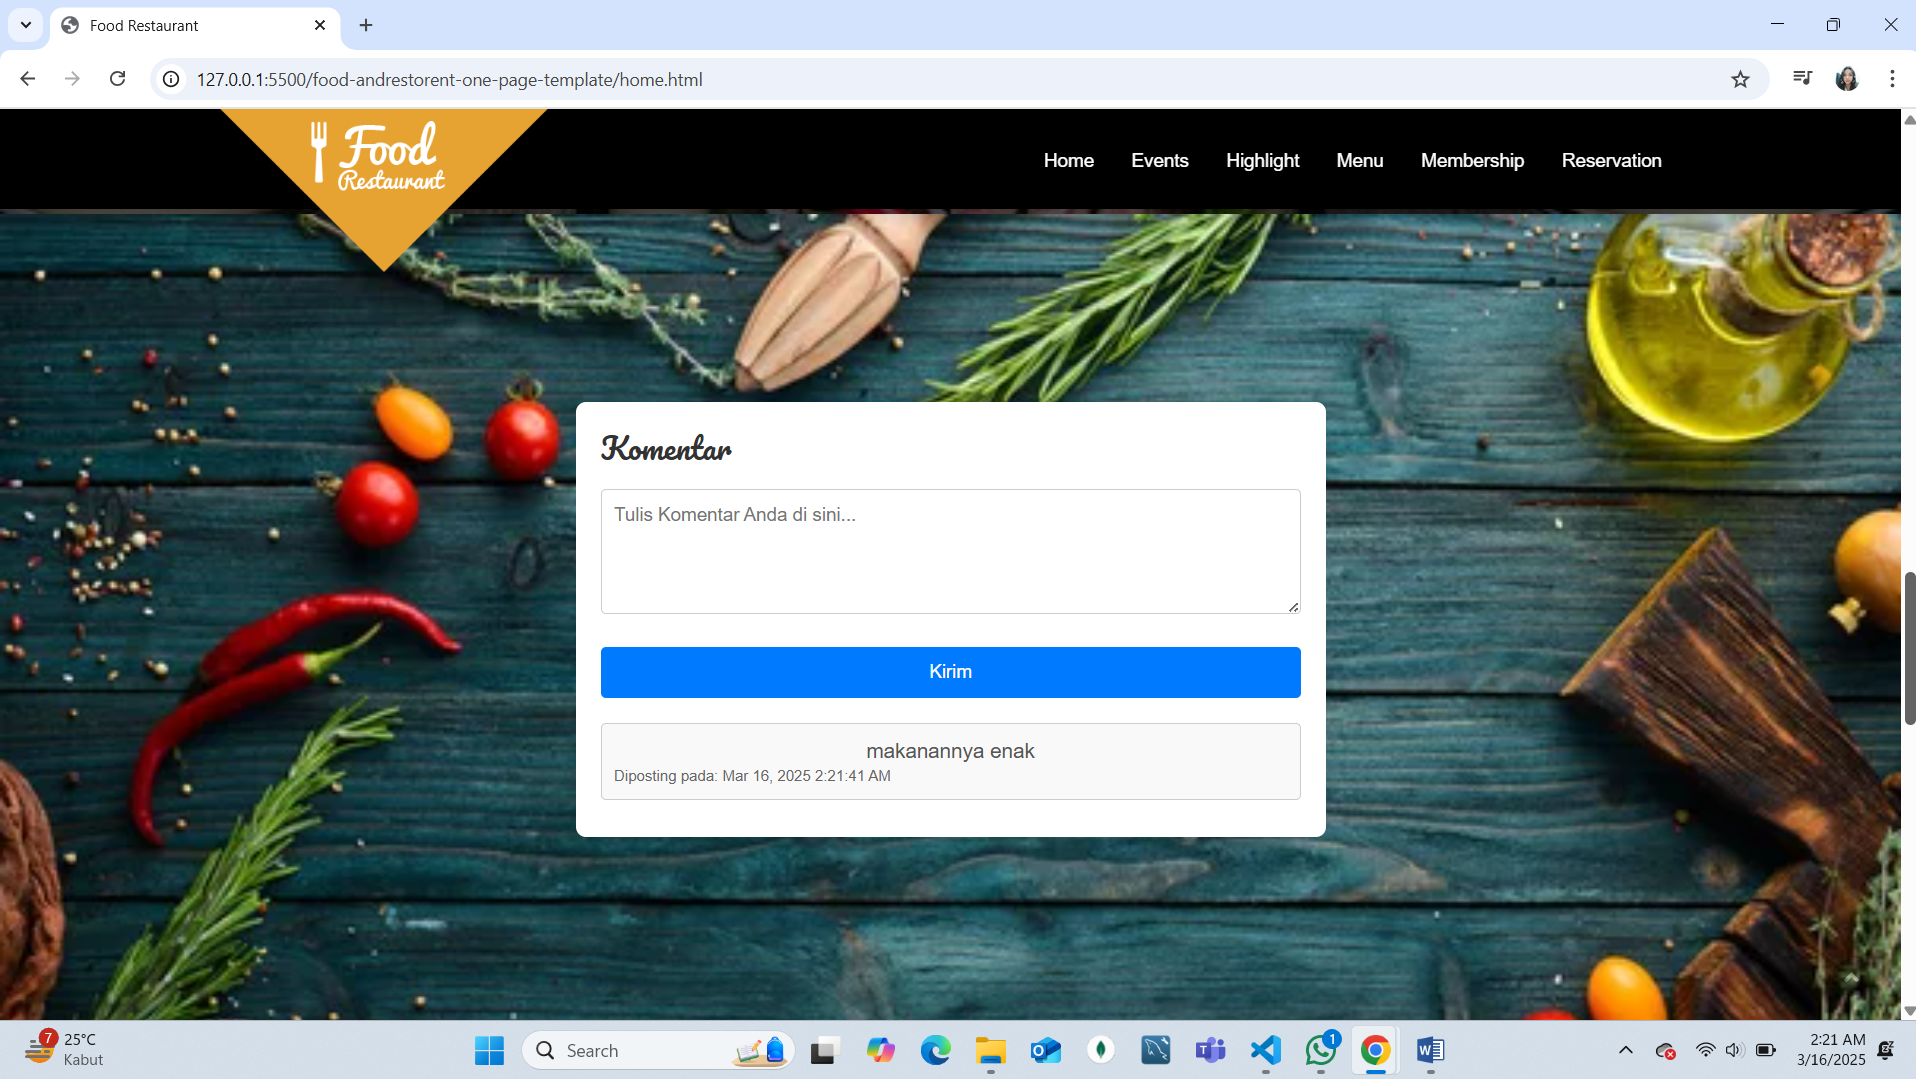 Food Restaurant
127.0.0.1:5500/food-andrestorent-one-page-template/home.html
Food
Restaurant
Home Events Highlight Menu Membership Reservation
Komentar
Tulis Komentar Anda di sini...
Kirim
makanannya enak
Diposting pada: Mar 16, 2025 2:21:41 AM
7
25°C
Kabut
Search
1
2:21 AM
3/16/2025